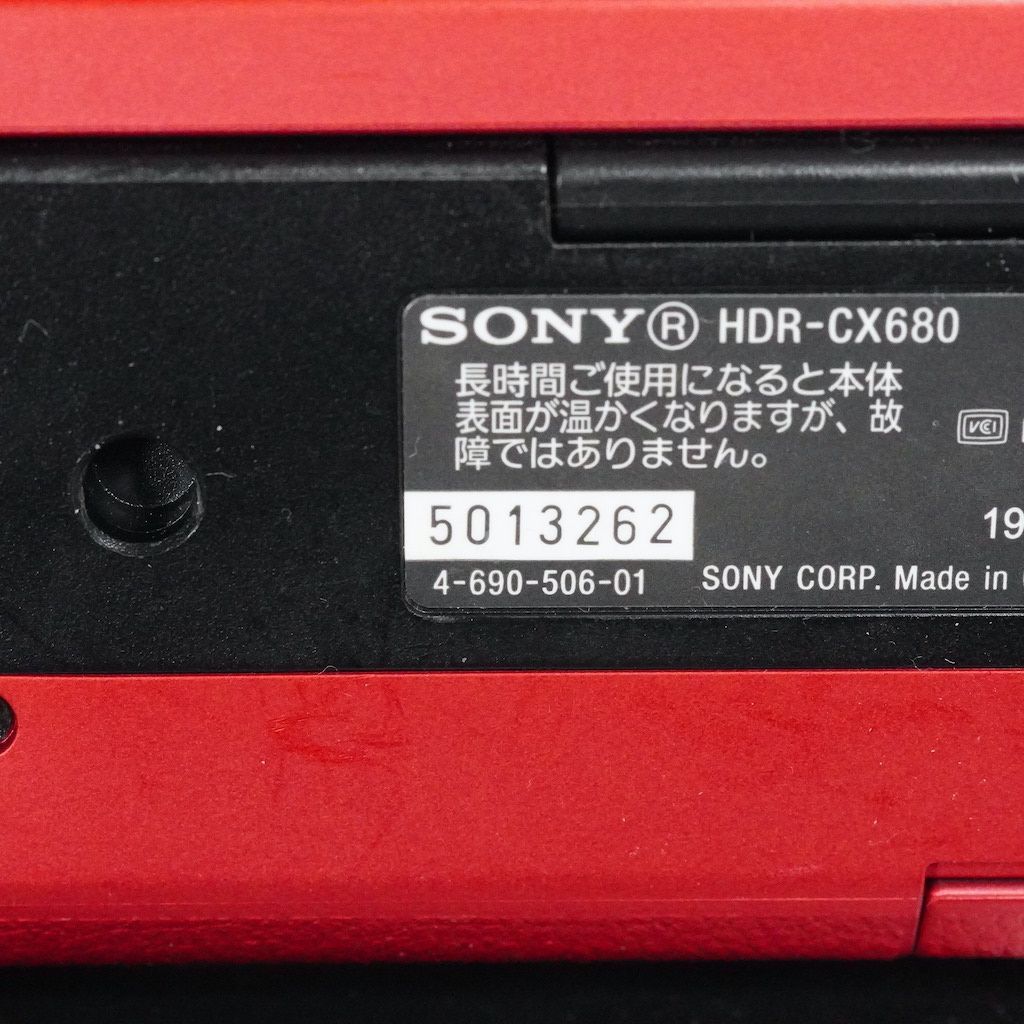 SONY® HDR-CX680
長時間ご使用になると本体
表面が温かくなりますが、故
障ではありません。
VCI
5013262
19
4-690-506-01 SONY CORP. Made in